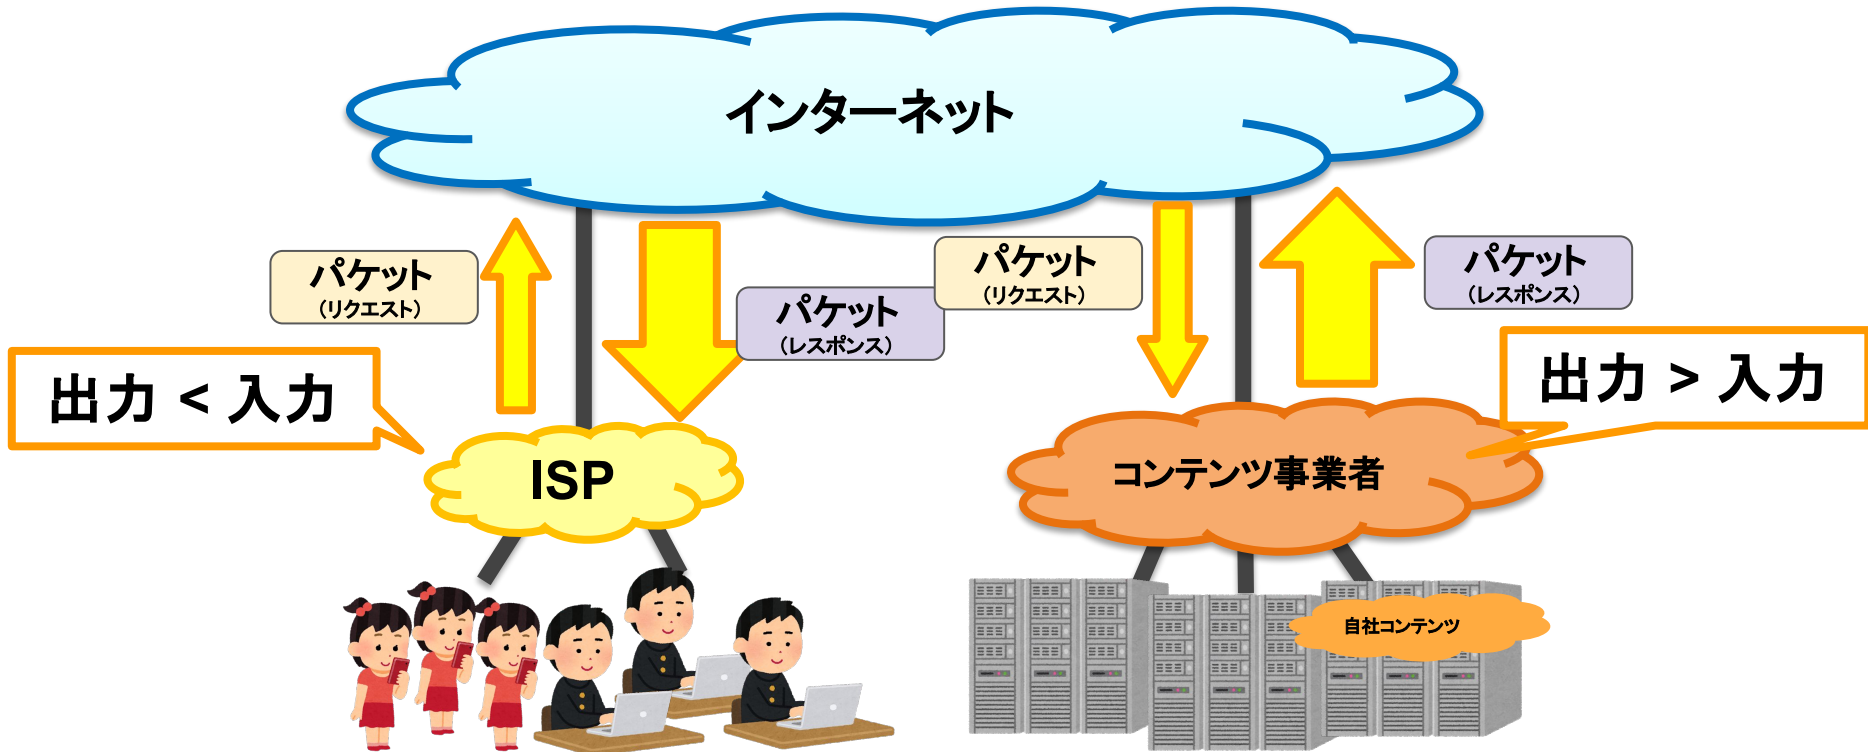 インターネット
パケット
(リクエスト)
パケット
(レスポンス)
パケット
(リクエスト)
パケット
(レスポンス)
出力 < 入力
出力 > 入力
ISP
コンテンツ事業者
自社コンテンツ